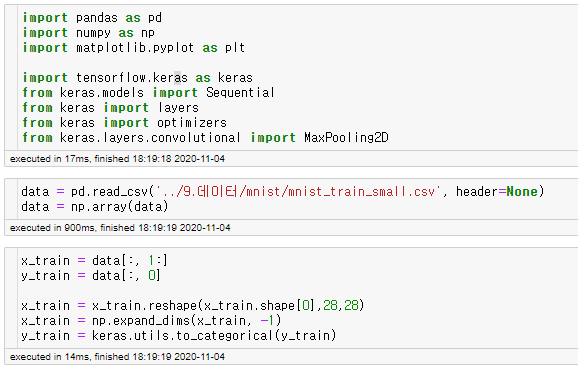 import pandas as pd
import numpy as np
import matplotlib.pyplot as plt
import tensorflow.keras as keras
from keras.models import Sequential
from keras import layers
from keras import optimizers
from keras.layers.convolutional import MaxPooling2D
executed in 17ms, finished 18:19:18 2020-11-04
data = pd.read_csv('../9.데이터/mnist/mnist_train_small.csv', header=None)
data = np.array(data)
executed in 900ms, finished 18:19:19 2020-11-04
x_train = data[:, 1:]
y_train = data[:, 0]
x_train = x_train.reshape(x_train.shape[0],28,28)
x_train = np.expand_dims(x_train, -1)
y_train = keras.utils.to_categorical(y_train)
executed in 14ms, finished 18:19:19 2020-11-04